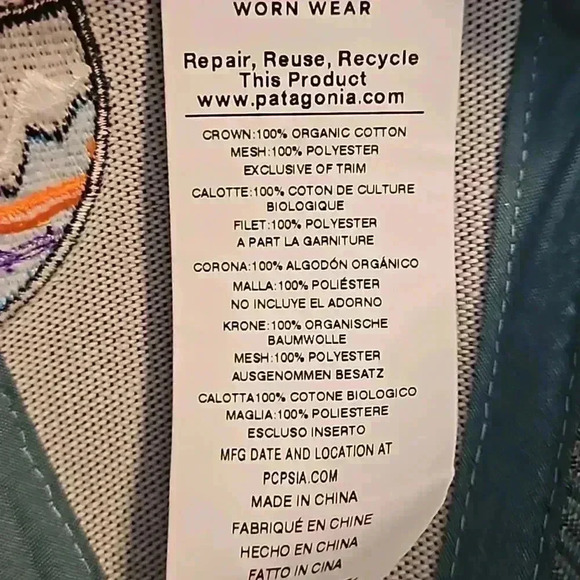 WORN WEAR
Repair, Reuse, Recycle
This Product
www.patagonia.com
CROWN:100% ORGANIC COTTON
MESH:100% POLYESTER
EXCLUSIVE OF TRIM
CALOTTE:100% COTON DE CULTURE
BIOLOGIQUE
FILET:100% POLYESTER
A PART LA GARNITURE
CORONA:100% ALGODÓN ORGÁNICO
MALLA:100% POLIÉSTER
NO INCLUYE EL ADORNO
KRONE:100% ORGANISCHE
BAUMWOLLE
MESH:100% POLYESTER
AUSGENOMMEN BESATZ
CALOTTA100% COTONE BIOLOGICO
MAGLIA:100% POLIESTERE
ESCLUSO INSERTO
MFG DATE AND LOCATION AT
PCPSIA.COM
MADE IN CHINA
FABRIQUÉ EN CHINE
HECHO EN CHINA
FATTO IN CINA